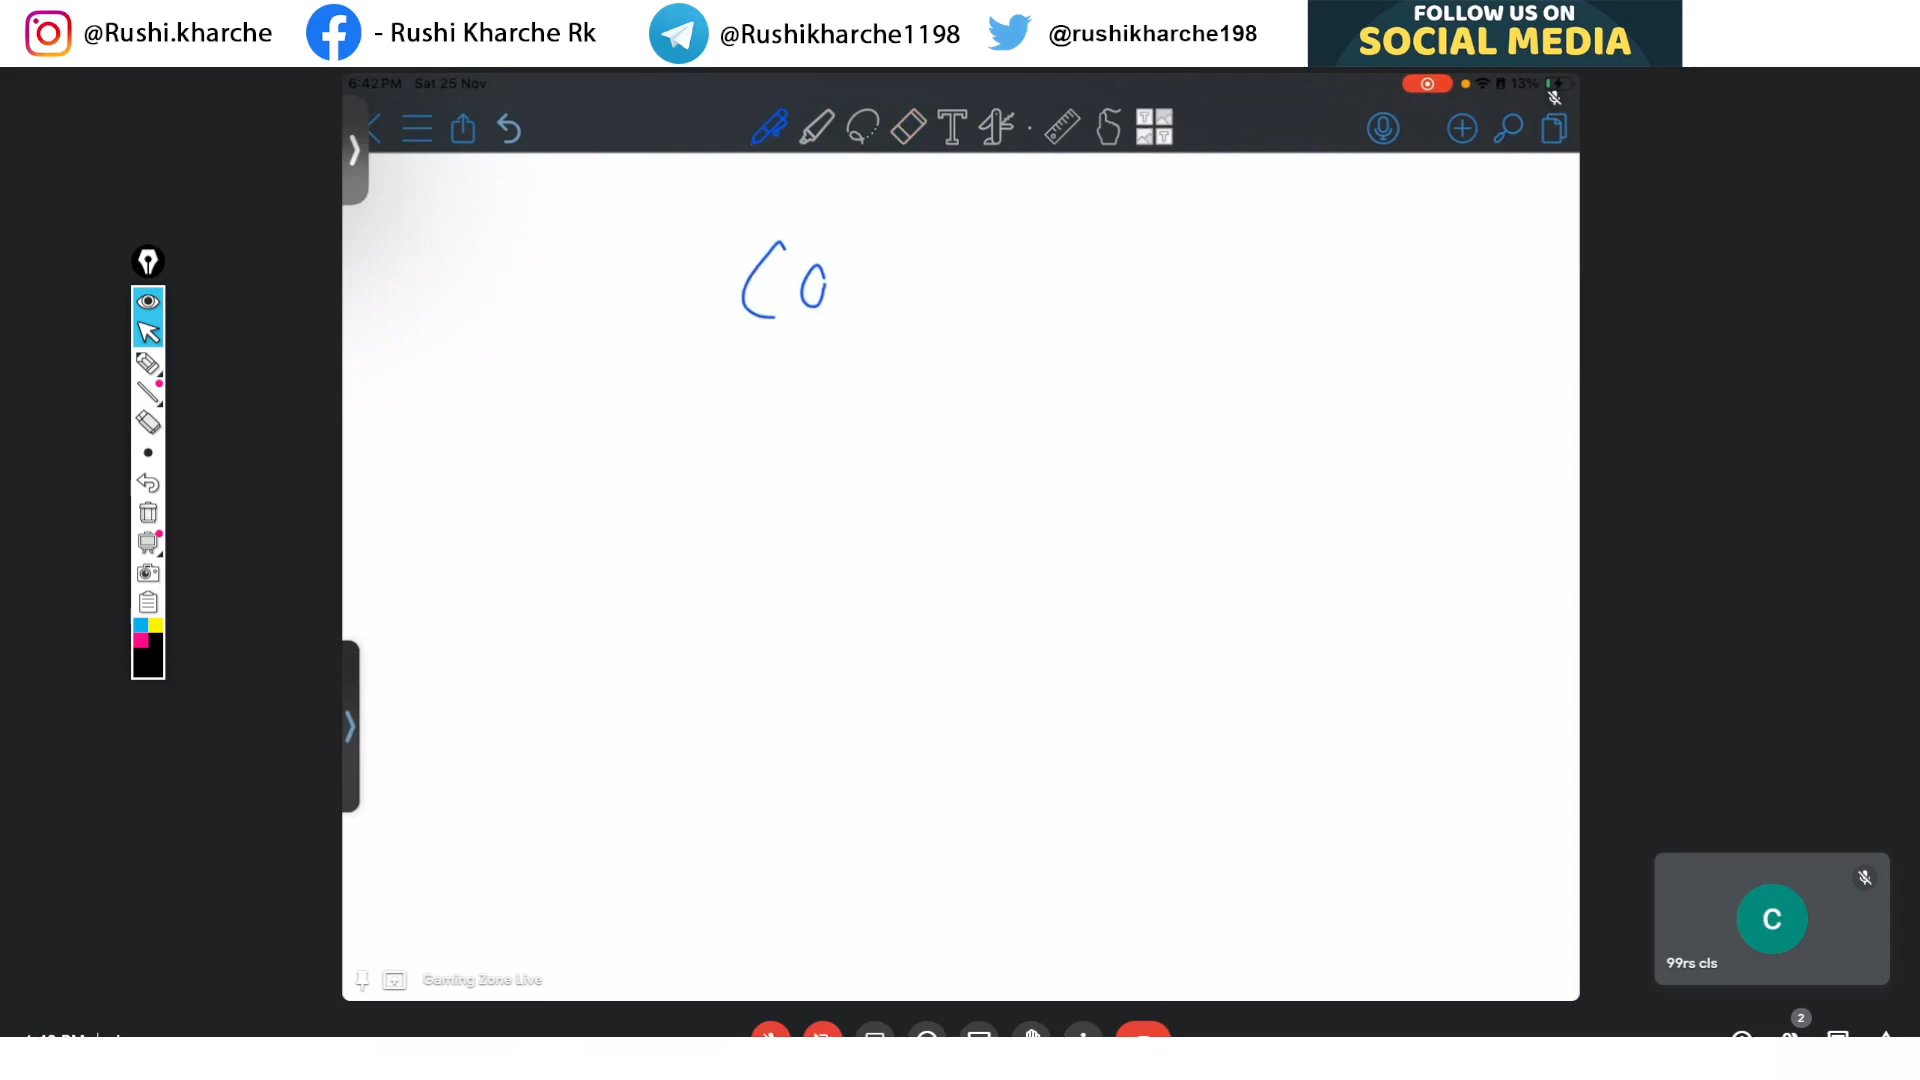 @Rushi.kharche - Rushi Kharche Rk @Rushikharche1198 @rushikharche198 FOLLOW US ON
SOCIAL MEDIA
6:42 PM Sat 25 Nov 13%
Co
C
99rs cls
Gaming Zone Live
2